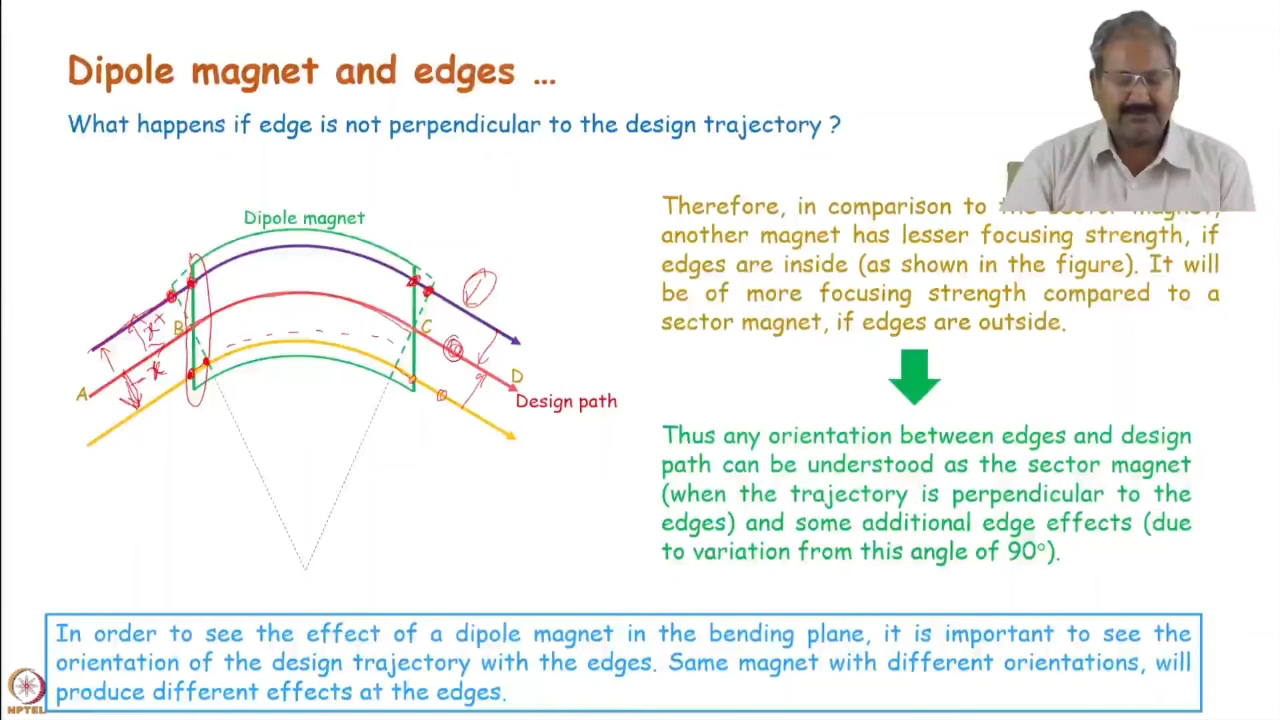 Dipole magnet and edges …
What happens if edge is not perpendicular to the design trajectory ?
Dipole magnet
x+
B
- x
C
A
D
Design path
Therefore, in comparison to the sector magnet,
another magnet has lesser focusing strength, if
edges are inside (as shown in the figure). It will
be of more focusing strength compared to a
sector magnet, if edges are outside.
Thus any orientation between edges and design
path can be understood as the sector magnet
(when the trajectory is perpendicular to the
edges) and some additional edge effects (due
to variation from this angle of 90°).
In order to see the effect of a dipole magnet in the bending plane, it is important to see the
orientation of the design trajectory with the edges. Same magnet with different orientations, will
produce different effects at the edges.
NPTEL